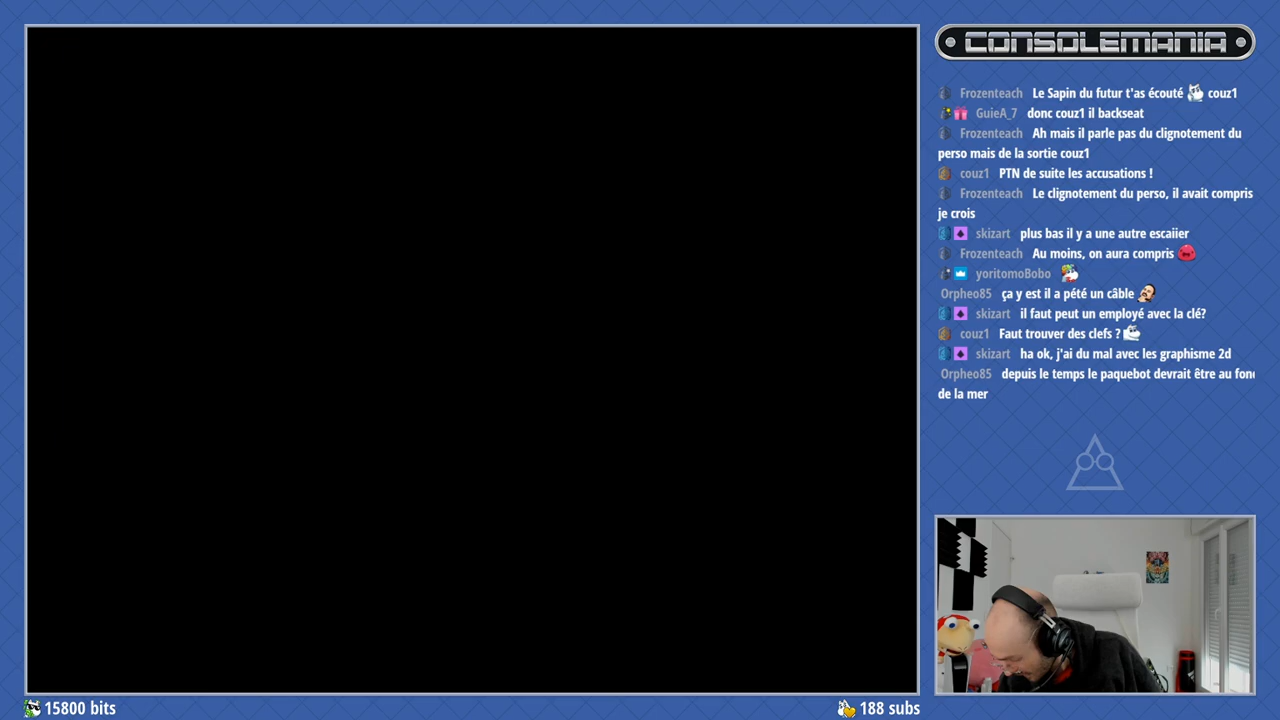 CONSOLEMANIA
Frozenteach Le Sapin du futur t'as écouté couz1
GuieA_7 donc couz1 il backseat
Frozenteach Ah mais il parle pas du clignotement du
perso mais de la sortie couz1
couz1 PTN de suite les accusations !
Frozenteach Le clignotement du perso, il avait compris
je crois
skizart plus bas il y a une autre escaiier
Frozenteach Au moins, on aura compris
yoritomoBobo
Orpheo85 ça y est il a pété un câble
skizart il faut peut un employé avec la clé?
couz1 Faut trouver des clefs ?
skizart ha ok, j'ai du mal avec les graphisme 2d
Orpheo85 depuis le temps le paquebot devrait être au fond
de la mer
15800 bits
188 subs